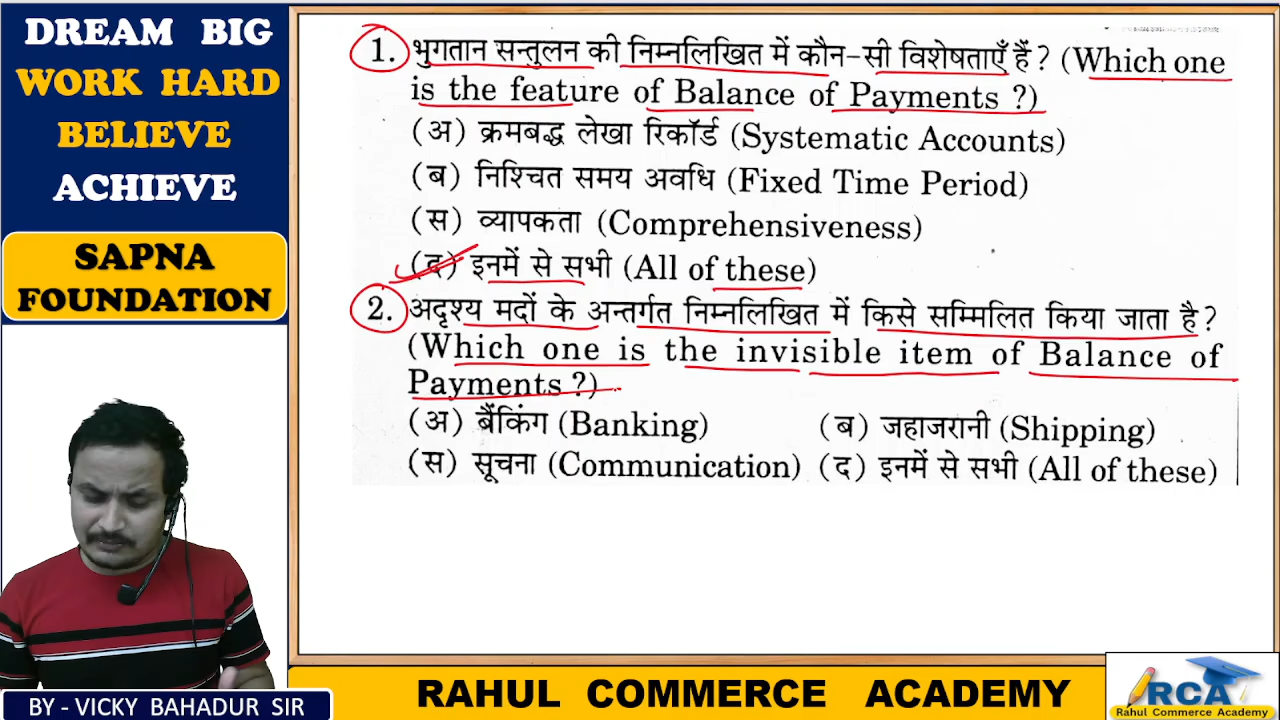 DREAM BIG
WORK HARD
BELIEVE
ACHIEVE
SAPNA
FOUNDATION
BY - VICKY BAHADUR SIR
1. भुगतान सन्तुलन की निम्नलिखित में कौन-सी विशेषताएँ हैं? (Which one
is the feature of Balance of Payments ?)
(अ) क्रमबद्ध लेखा रिकॉर्ड (Systematic Accounts)
(ब) निश्चित समय अवधि (Fixed Time Period)
(स) व्यापकता (Comprehensiveness)
(द) इनमें से सभी (All of these)
2. अदृश्य मदों के अन्तर्गत निम्नलिखित में किसे सम्मिलित किया जाता है?
(Which one is the invisible item of Balance of
Payments ?)
(अ) बैंकिंग (Banking) (ब) जहाजरानी (Shipping)
(स) सूचना (Communication) (द) इनमें से सभी (All of these)
RAHUL COMMERCE ACADEMY
RCA
Rahul Commerce Academy